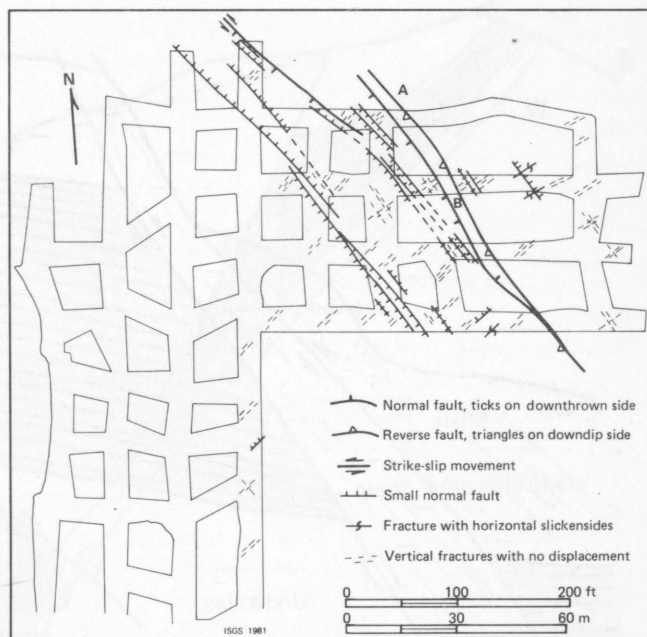 N
A
B
Normal fault, ticks on downthrown side
Reverse fault, triangles on downdip side
Strike-slip movement
Small normal fault
Fracture with horizontal slickensides
Vertical fractures with no displacement
0 100 200 ft
0 30 60 m
ISGS 1981